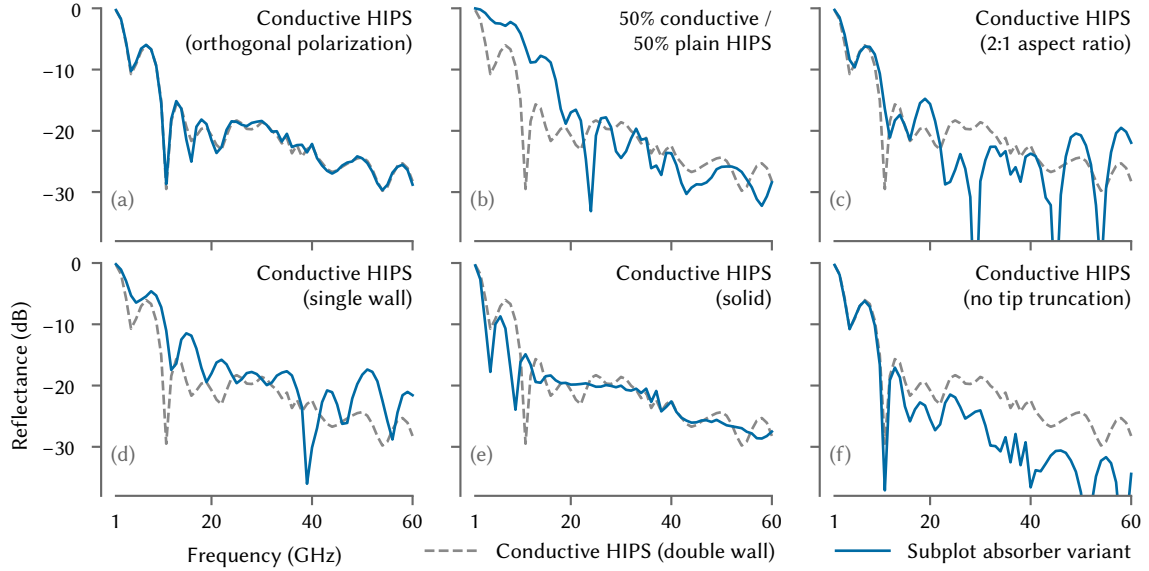 Conductive HIPS
(orthogonal polarization)
50% conductive /
50% plain HIPS
Conductive HIPS
(2:1 aspect ratio)
0
−10
−20
−30
(a)
(b)
(c)
Conductive HIPS
(single wall)
Conductive HIPS
(solid)
Conductive HIPS
(no tip truncation)
Reflectance (dB)
0
−10
−20
−30
(d)
(e)
(f)
1 20 40 60
1 20 40 60
1 20 40 60
Frequency (GHz)
Conductive HIPS (double wall)
Subplot absorber variant